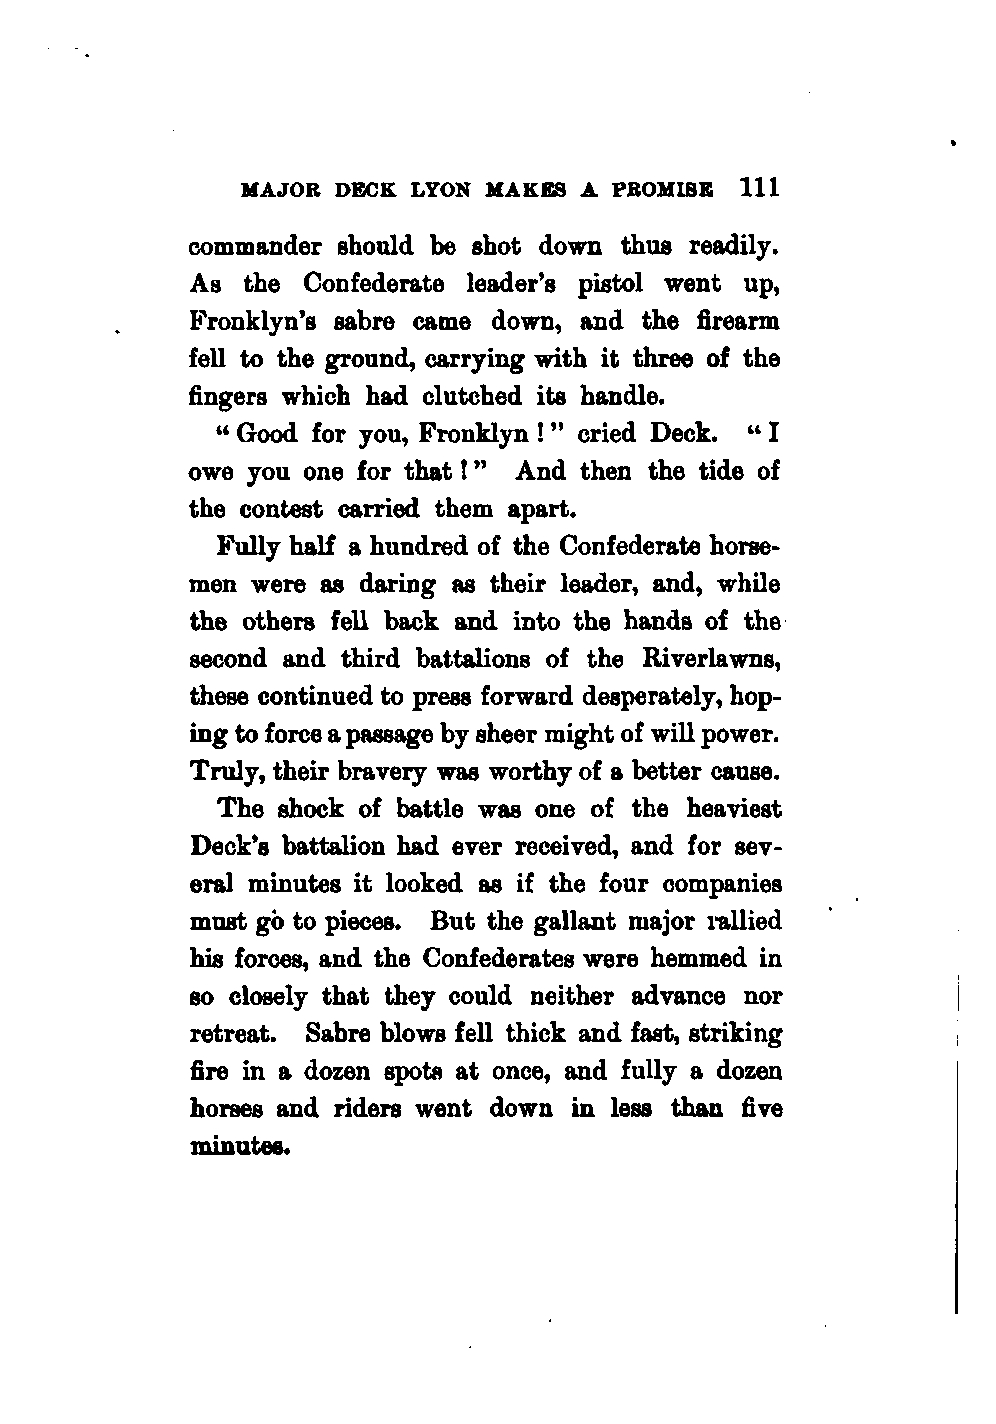 MAJOR DECK LYON MAKES A PROMISE 111
commander should be shot down thus readily.
As the Confederate leader's pistol went up,
Fronklyn's sabre came down, and the firearm
fell to the ground, carrying with it three of the
fingers which had clutched its handle.
"Good for you, Fronklyn!" cried Deck. "I
owe you one for that!" And then the tide of
the contest carried them apart.
Fully half a hundred of the Confederate horse-
men were as daring as their leader, and, while
the others fell back and into the hands of the
second and third battalions of the Riverlawns,
these continued to press forward desperately, hop-
ing to force a passage by sheer might of will power.
Truly, their bravery was worthy of a better cause.
The shock of battle was one of the heaviest
Deck's battalion had ever received, and for sev-
eral minutes it looked as if the four companies
must go to pieces. But the gallant major rallied
his forces, and the Confederates were hemmed in
so closely that they could neither advance nor
retreat. Sabre blows fell thick and fast, striking
fire in a dozen spots at once, and fully a dozen
horses and riders went down in less than five
minutes.